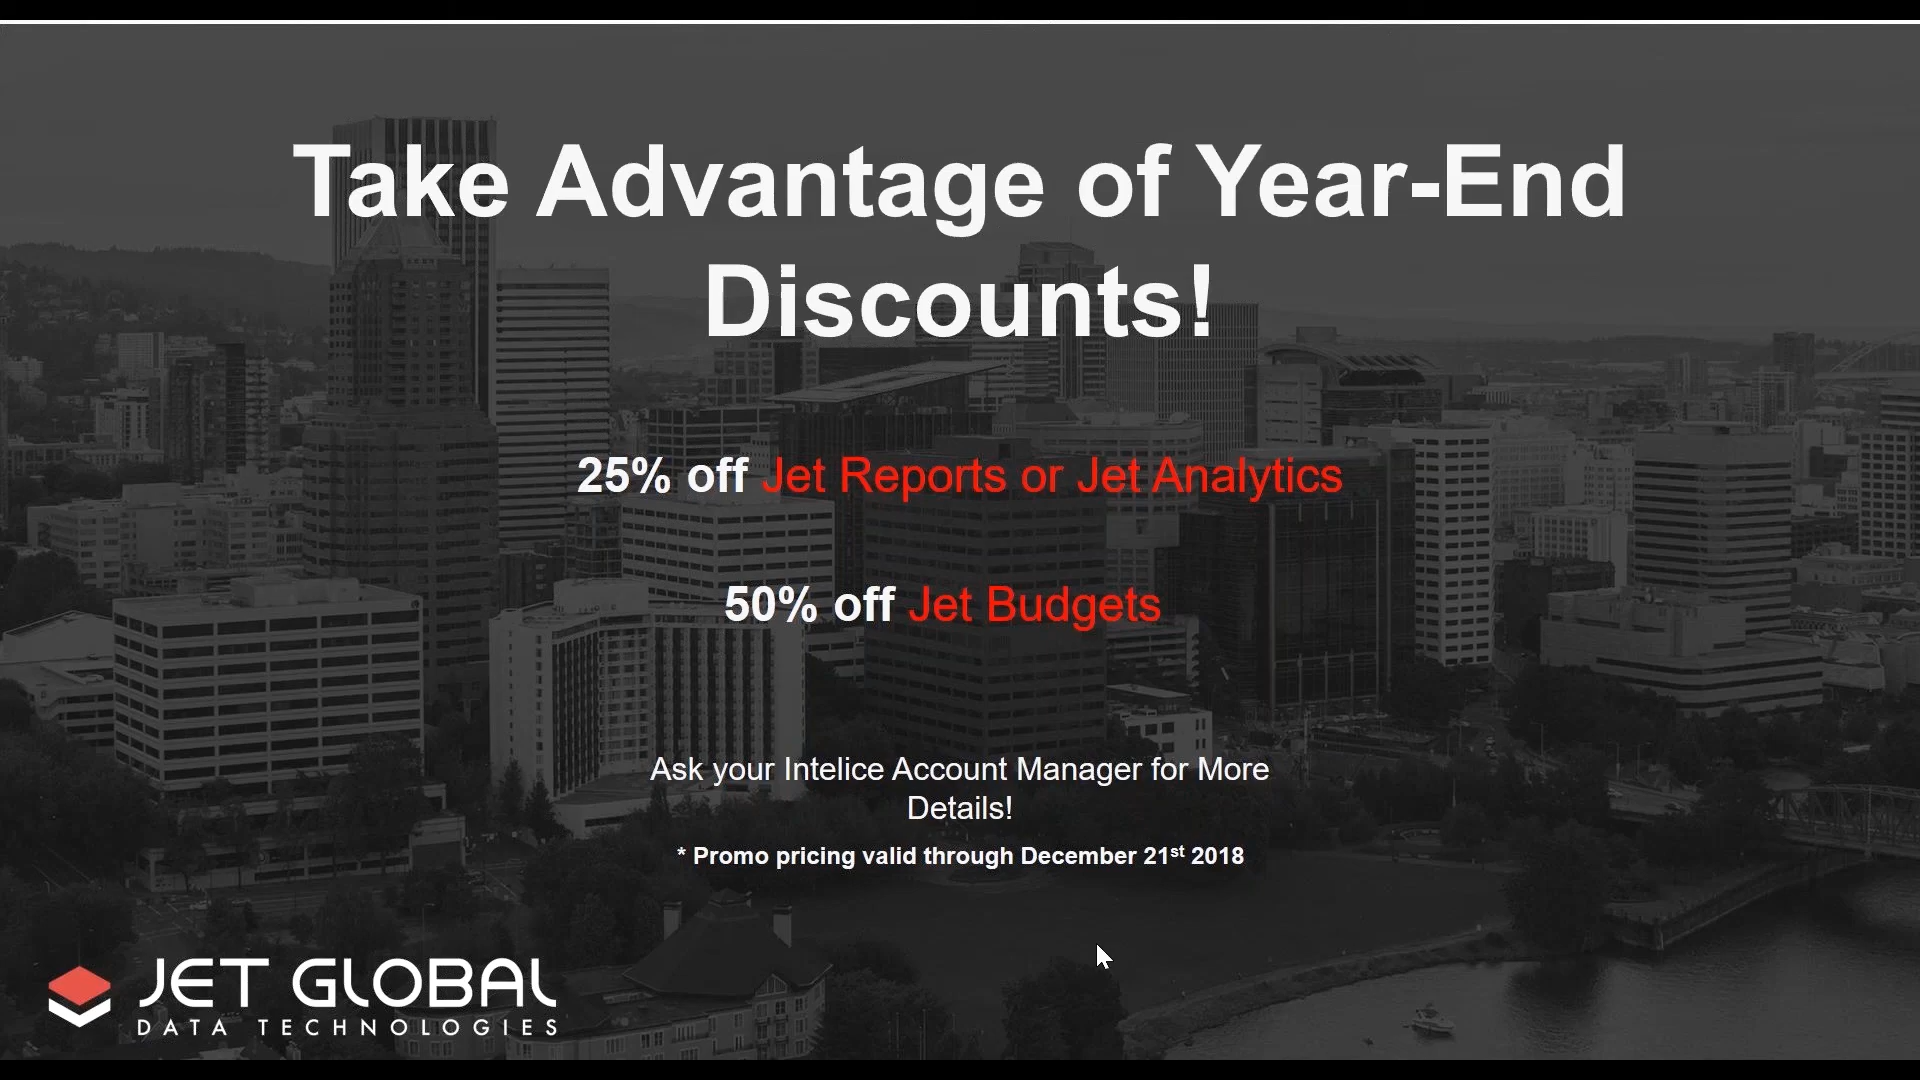 Take Advantage of Year-End
Discounts!
25% off Jet Reports or Jet Analytics
50% off Jet Budgets
Ask your Intelice Account Manager for More
Details!
* Promo pricing valid through December 21st 2018
JET GLOBAL
DATA TECHNOLOGIES